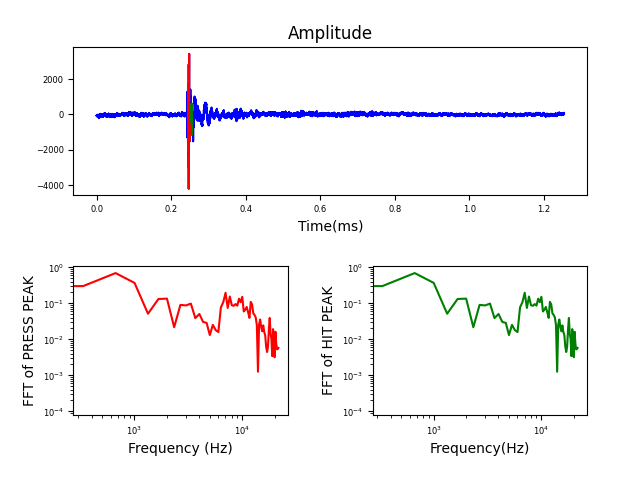 Amplitude
2000
0
−2000
−4000
0.0 0.2 0.4 0.6 0.8 1.0 1.2
Time(ms)
FFT of PRESS PEAK
10⁰
10⁻¹
10⁻²
10⁻³
10⁻⁴
10³ 10⁴
Frequency (Hz)
FFT of HIT PEAK
10⁰
10⁻¹
10⁻²
10⁻³
10⁻⁴
10³ 10⁴
Frequency(Hz)